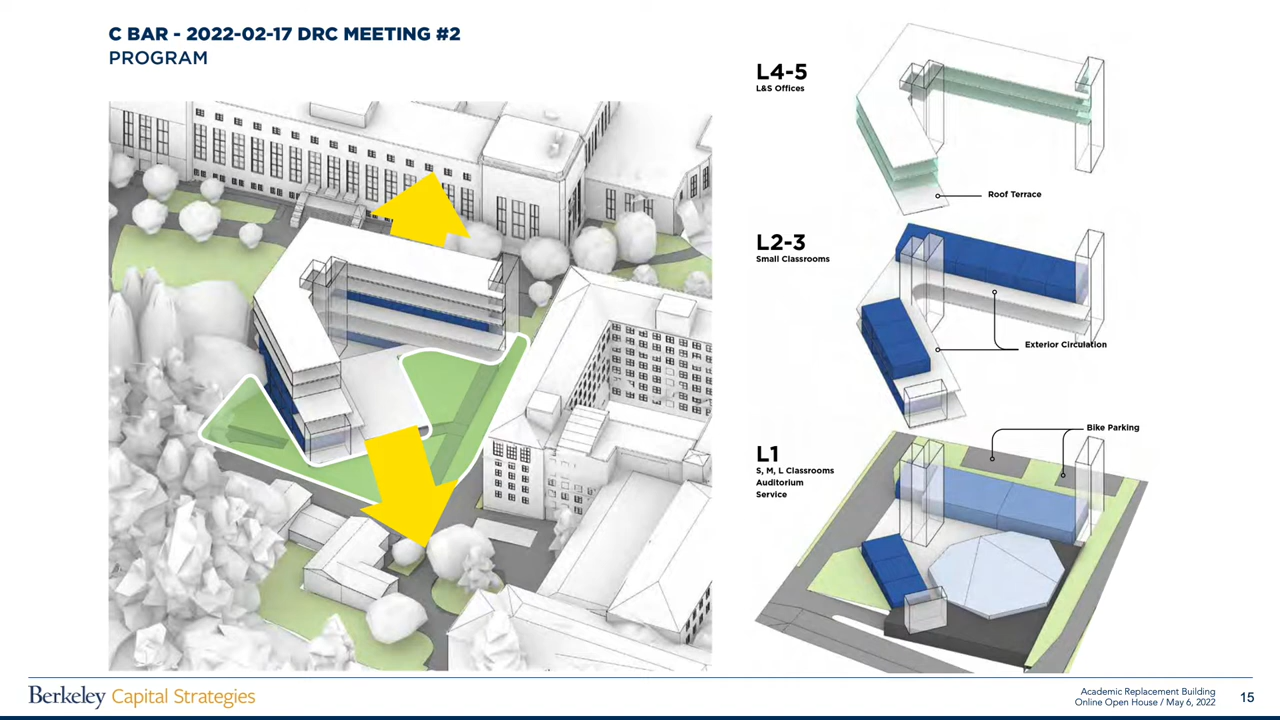 C BAR - 2022-02-17 DRC MEETING #2
PROGRAM
L4-5
L&S Offices
Roof Terrace
L2-3
Small Classrooms
Exterior Circulation
Bike Parking
L1
S, M, L Classrooms
Auditorium
Service
Berkeley Capital Strategies
Academic Replacement Building
Online Open House / May 6, 2022
15